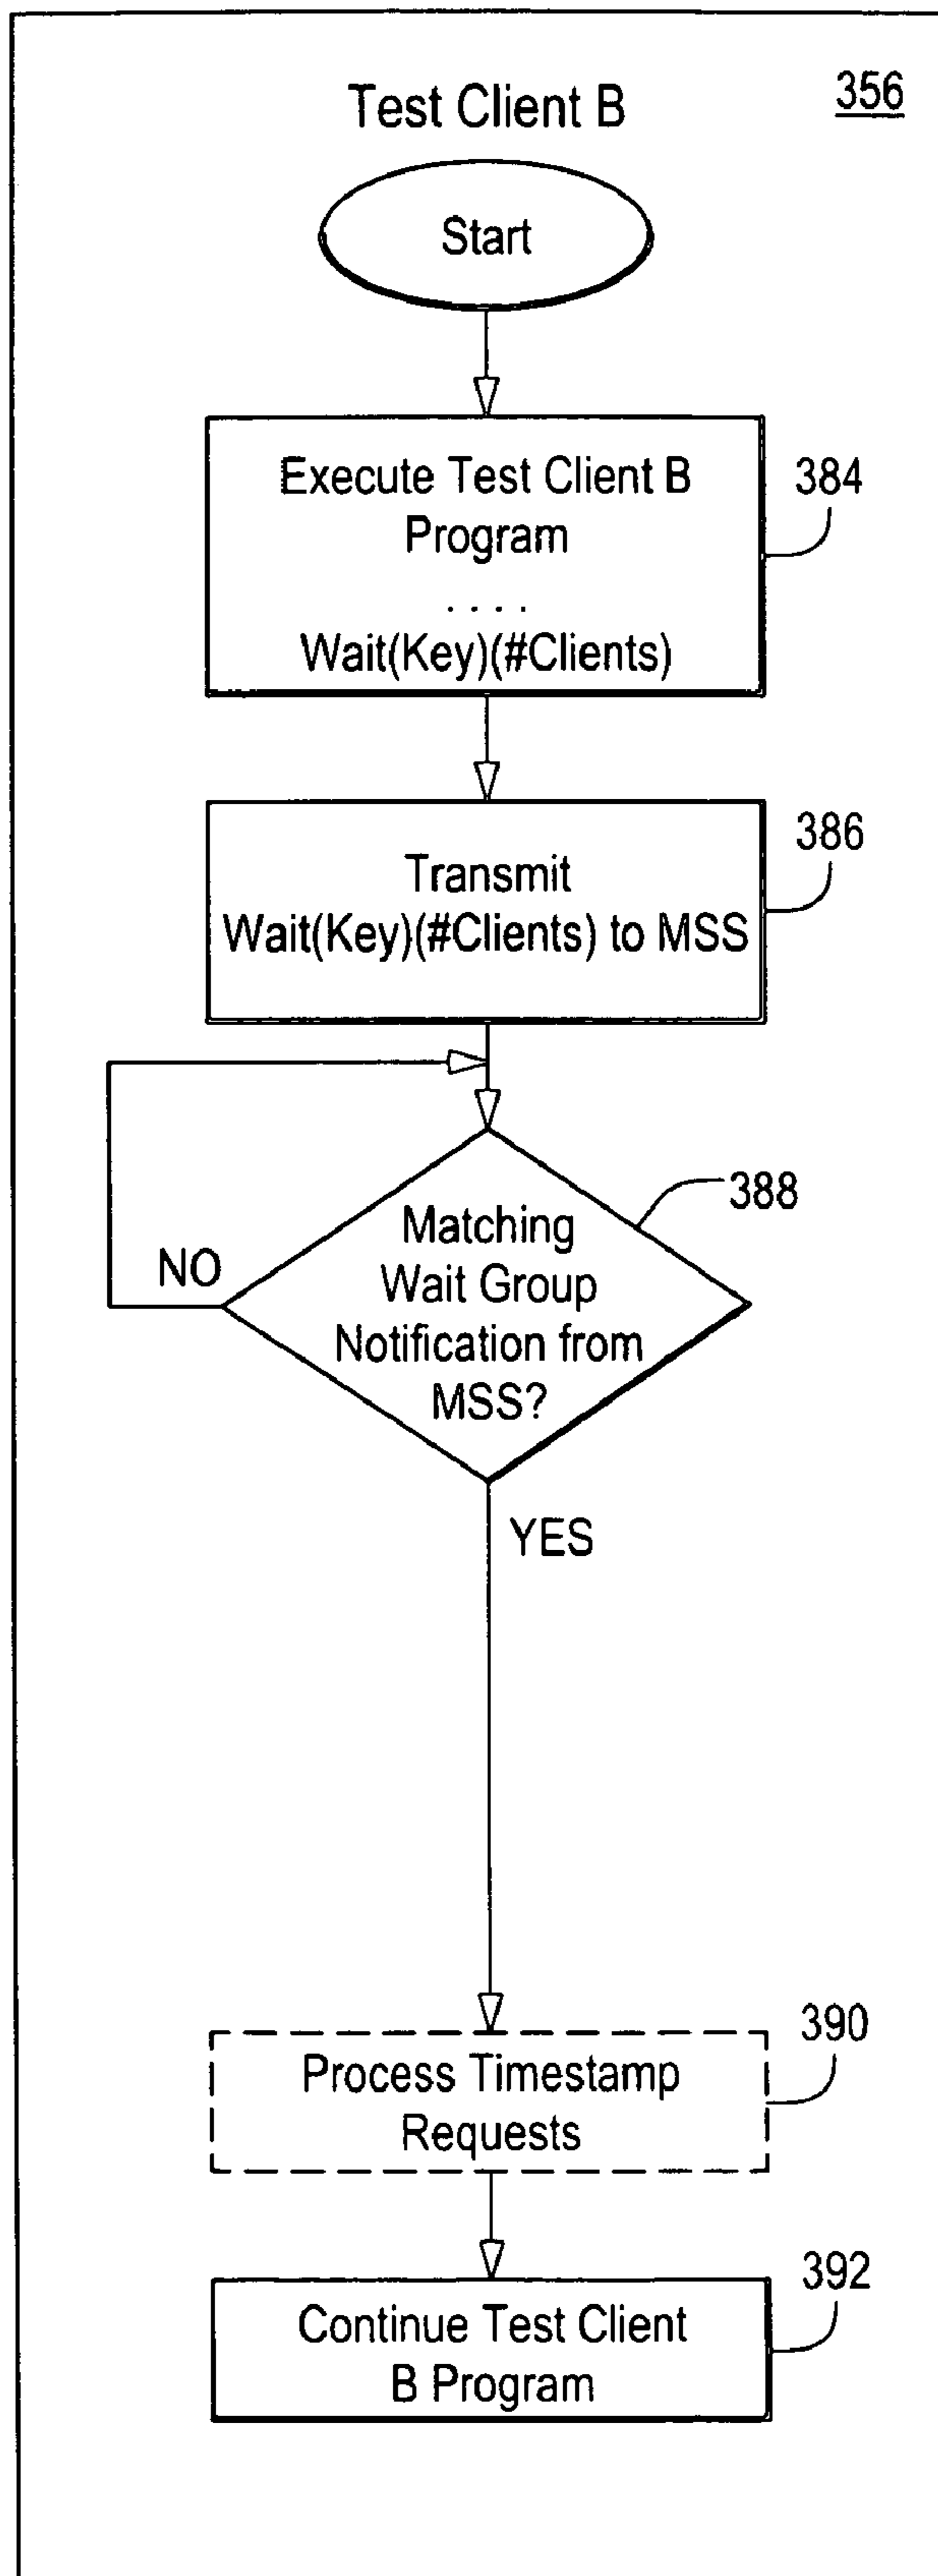 356
Test Client B
Start
Execute Test Client B
Program
. . . .
Wait(Key)(#Clients)
384
Transmit
Wait(Key)(#Clients) to MSS
386
Matching
Wait Group
Notification from
MSS?
388
NO
YES
Process Timestamp
Requests
390
Continue Test Client
B Program
392